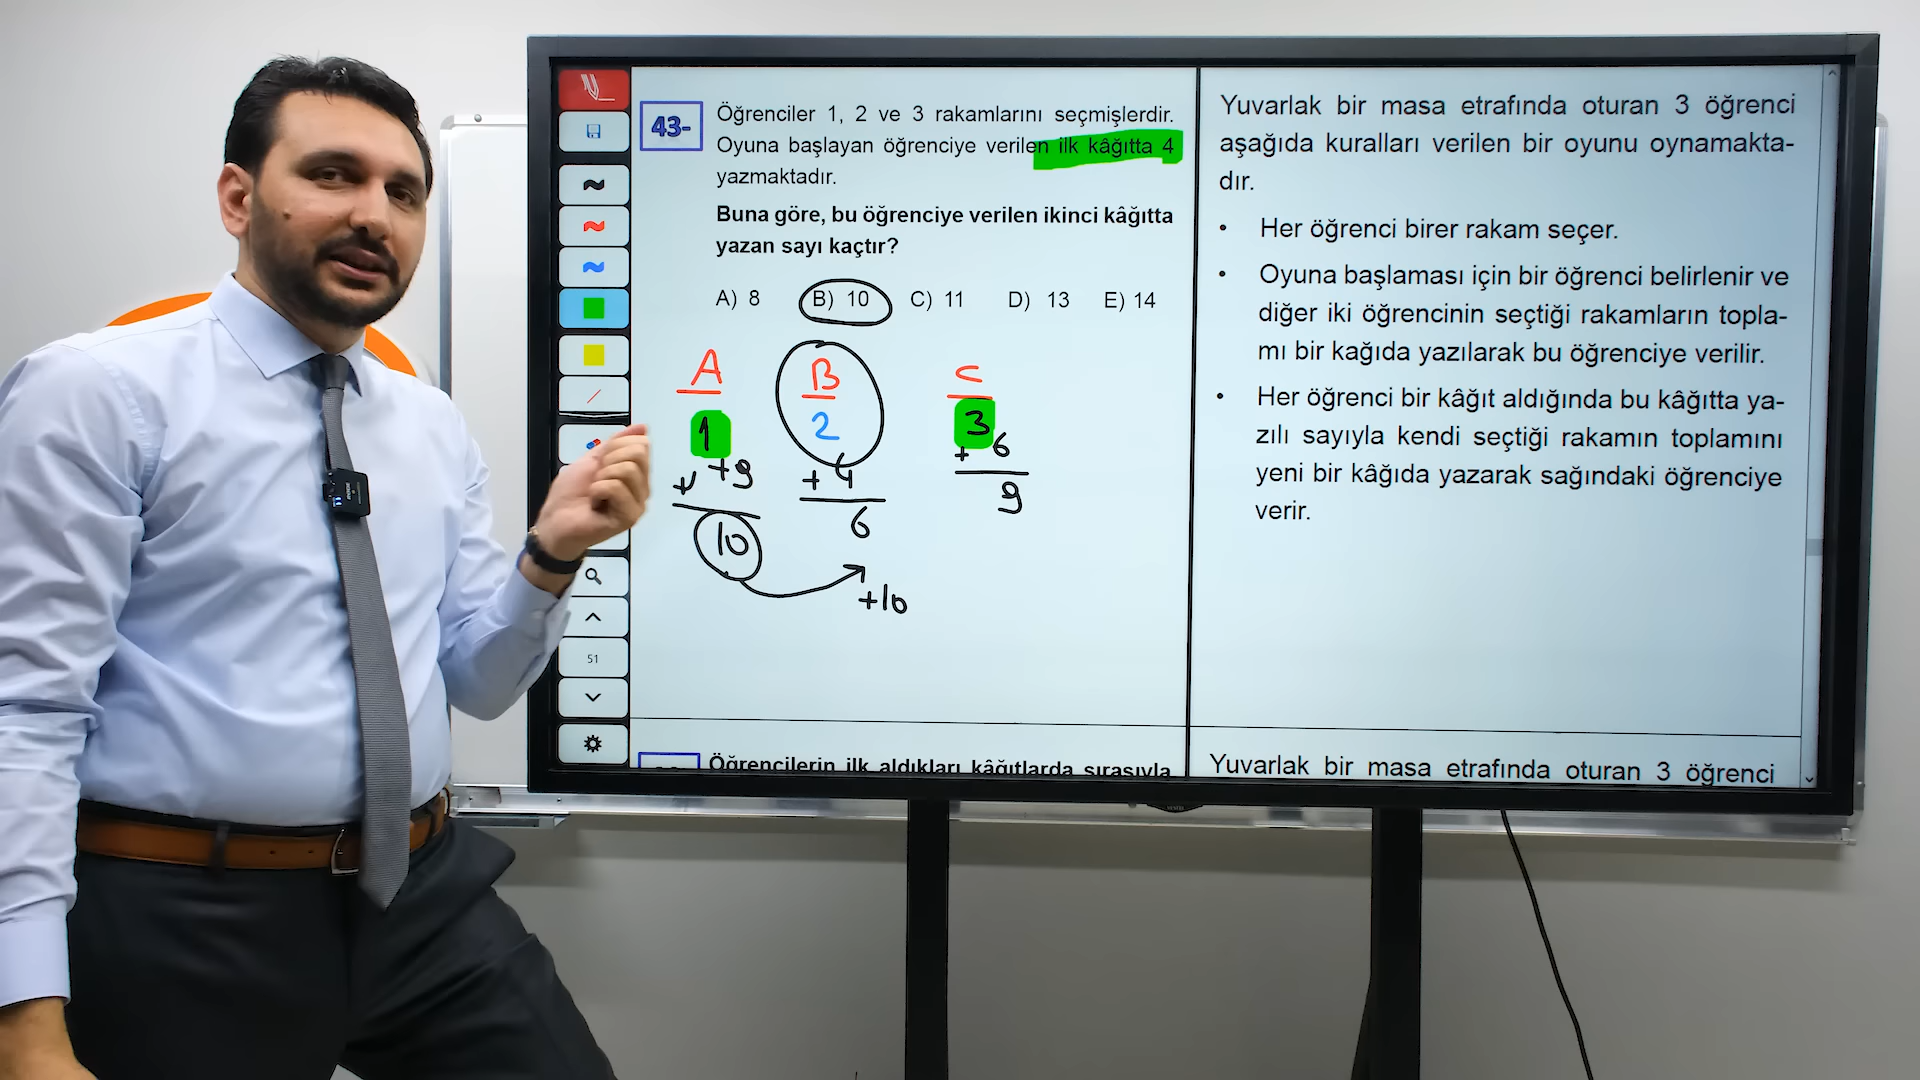 43-
Öğrenciler 1, 2 ve 3 rakamlarını seçmişlerdir.
Oyuna başlayan öğrenciye verilen ilk kâğıtta 4
yazmaktadır.
Buna göre, bu öğrenciye verilen ikinci kâğıtta
yazan sayı kaçtır?
A) 8 B) 10 C) 11 D) 13 E) 14
A B C
1 2 3
+9 +4 +6
10 6 9
+10
51
Öğrencilerin ilk aldıkları kâğıtlarda sırasıyla
Yuvarlak bir masa etrafında oturan 3 öğrenci
aşağıda kuralları verilen bir oyunu oynamakta-
dır.
• Her öğrenci birer rakam seçer.
• Oyuna başlaması için bir öğrenci belirlenir ve
diğer iki öğrencinin seçtiği rakamların topla-
mı bir kağıda yazılarak bu öğrenciye verilir.
• Her öğrenci bir kâğıt aldığında bu kâğıtta ya-
zılı sayıyla kendi seçtiği rakamın toplamını
yeni bir kâğıda yazarak sağındaki öğrenciye
verir.
Yuvarlak bir masa etrafında oturan 3 öğrenci